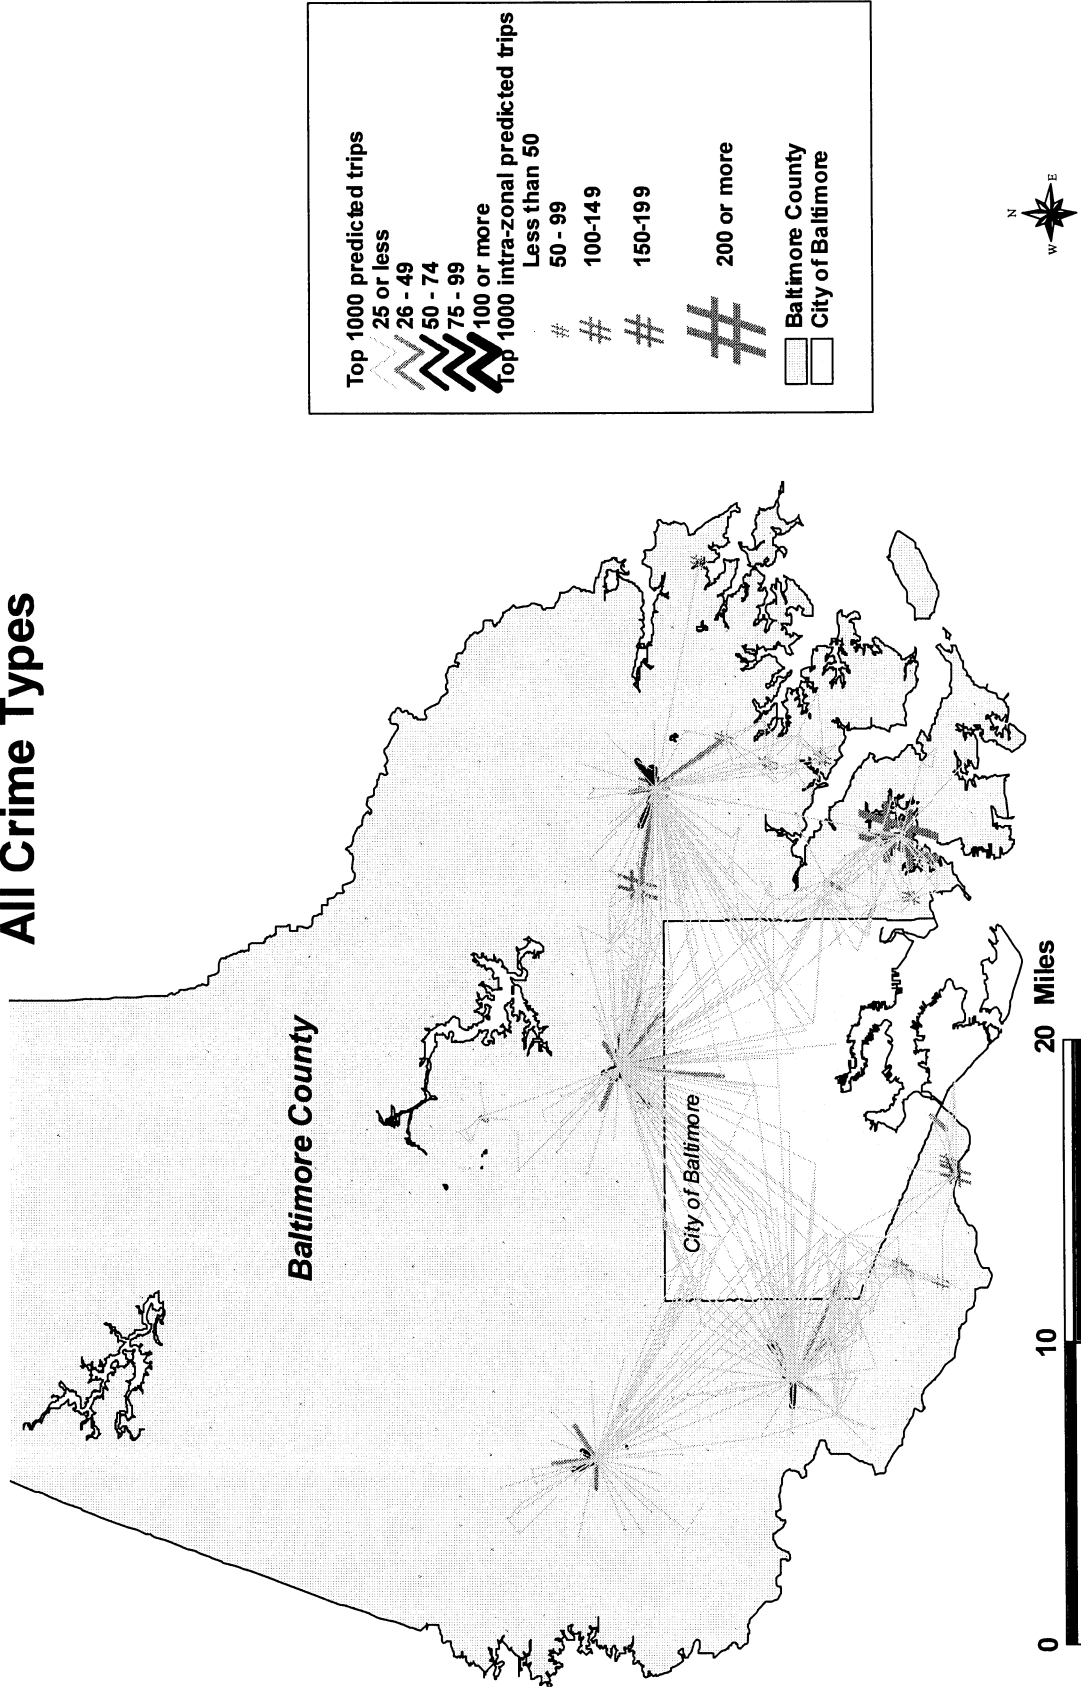 All Crime Types
Top 1000 predicted trips
25 or less
26 - 49
50 - 74
75 - 99
100 or more
Top 1000 intra-zonal predicted trips
Less than 50
50 - 99
100-149
150-199
200 or more
Baltimore County
City of Baltimore
Baltimore County
City of Baltimore
N
W
E
0
10
20 Miles